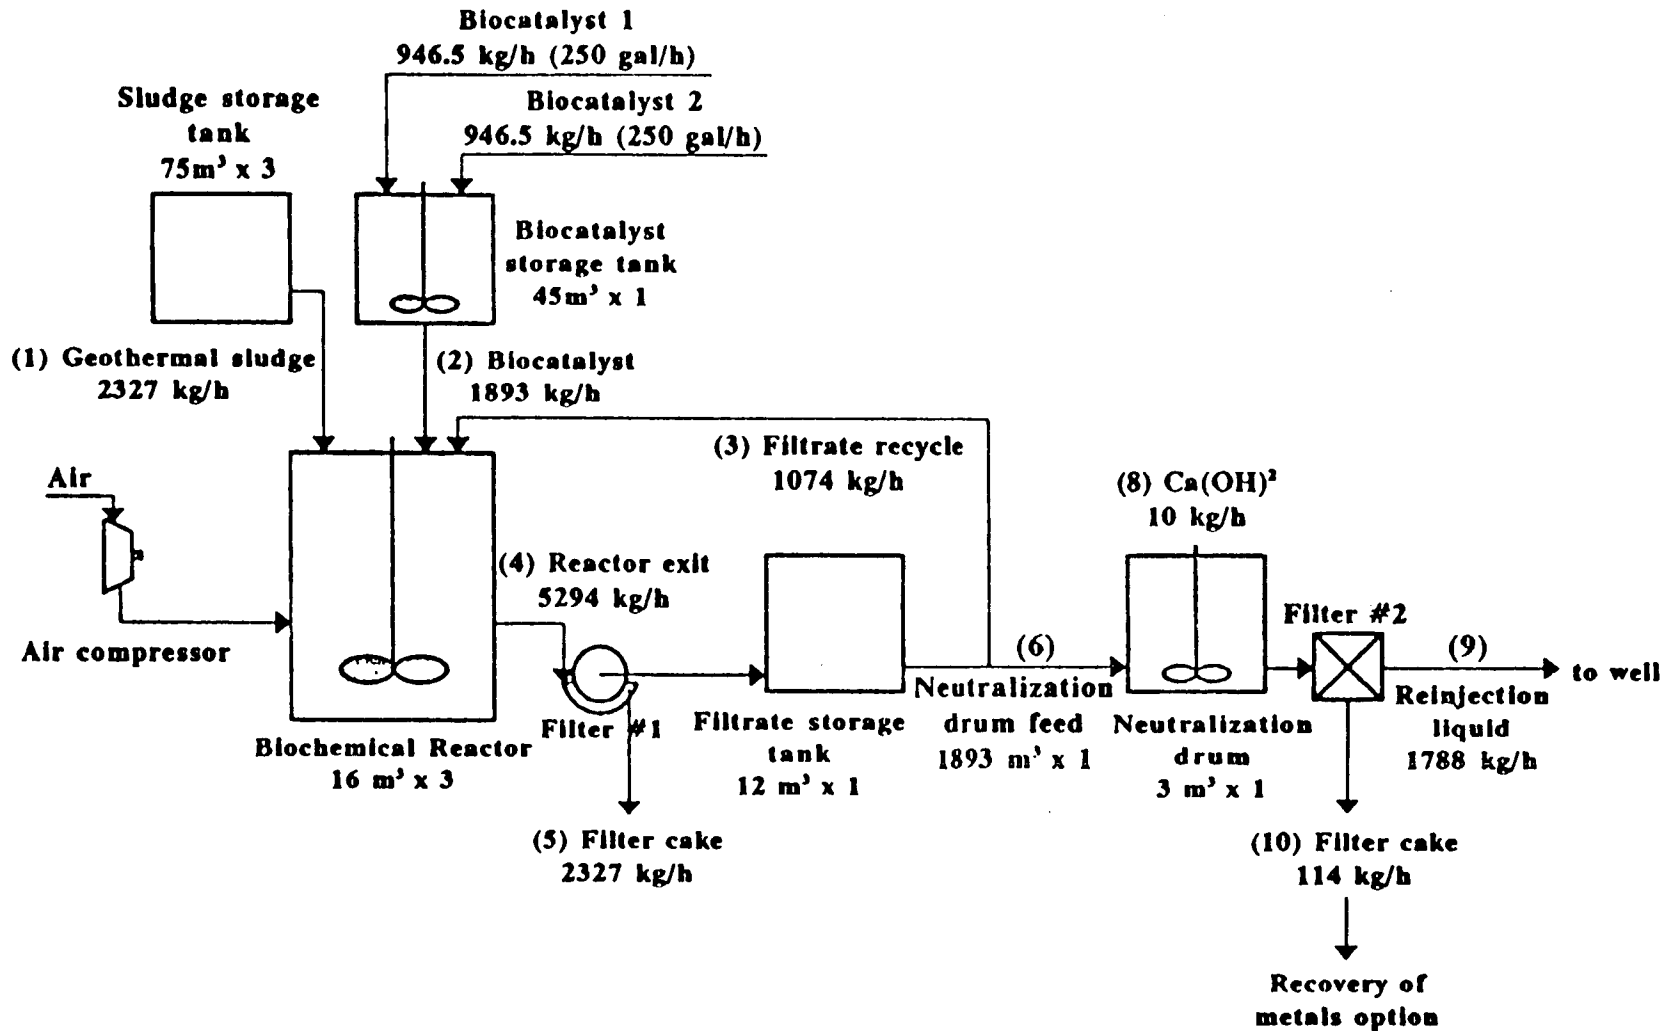 Biocatalyst 1
946.5 kg/h (250 gal/h)
Biocatalyst 2
946.5 kg/h (250 gal/h)
Sludge storage
tank
75m³ x 3
Biocatalyst
storage tank
45m³ x 1
(1) Geothermal sludge
2327 kg/h
(2) Biocatalyst
1893 kg/h
(3) Filtrate recycle
1074 kg/h
(8) Ca(OH)²
10 kg/h
Air
Air compressor
(4) Reactor exit
5294 kg/h
Biochemical Reactor
16 m³ x 3
Filter #1
(5) Filter cake
2327 kg/h
Filtrate storage
tank
12 m³ x 1
(6)
Neutralization
drum feed
1893 m³ x 1
Neutralization
drum
3 m³ x 1
Filter #2
(9)
Reinjection
liquid
1788 kg/h
to well
(10) Filter cake
114 kg/h
Recovery of
metals option